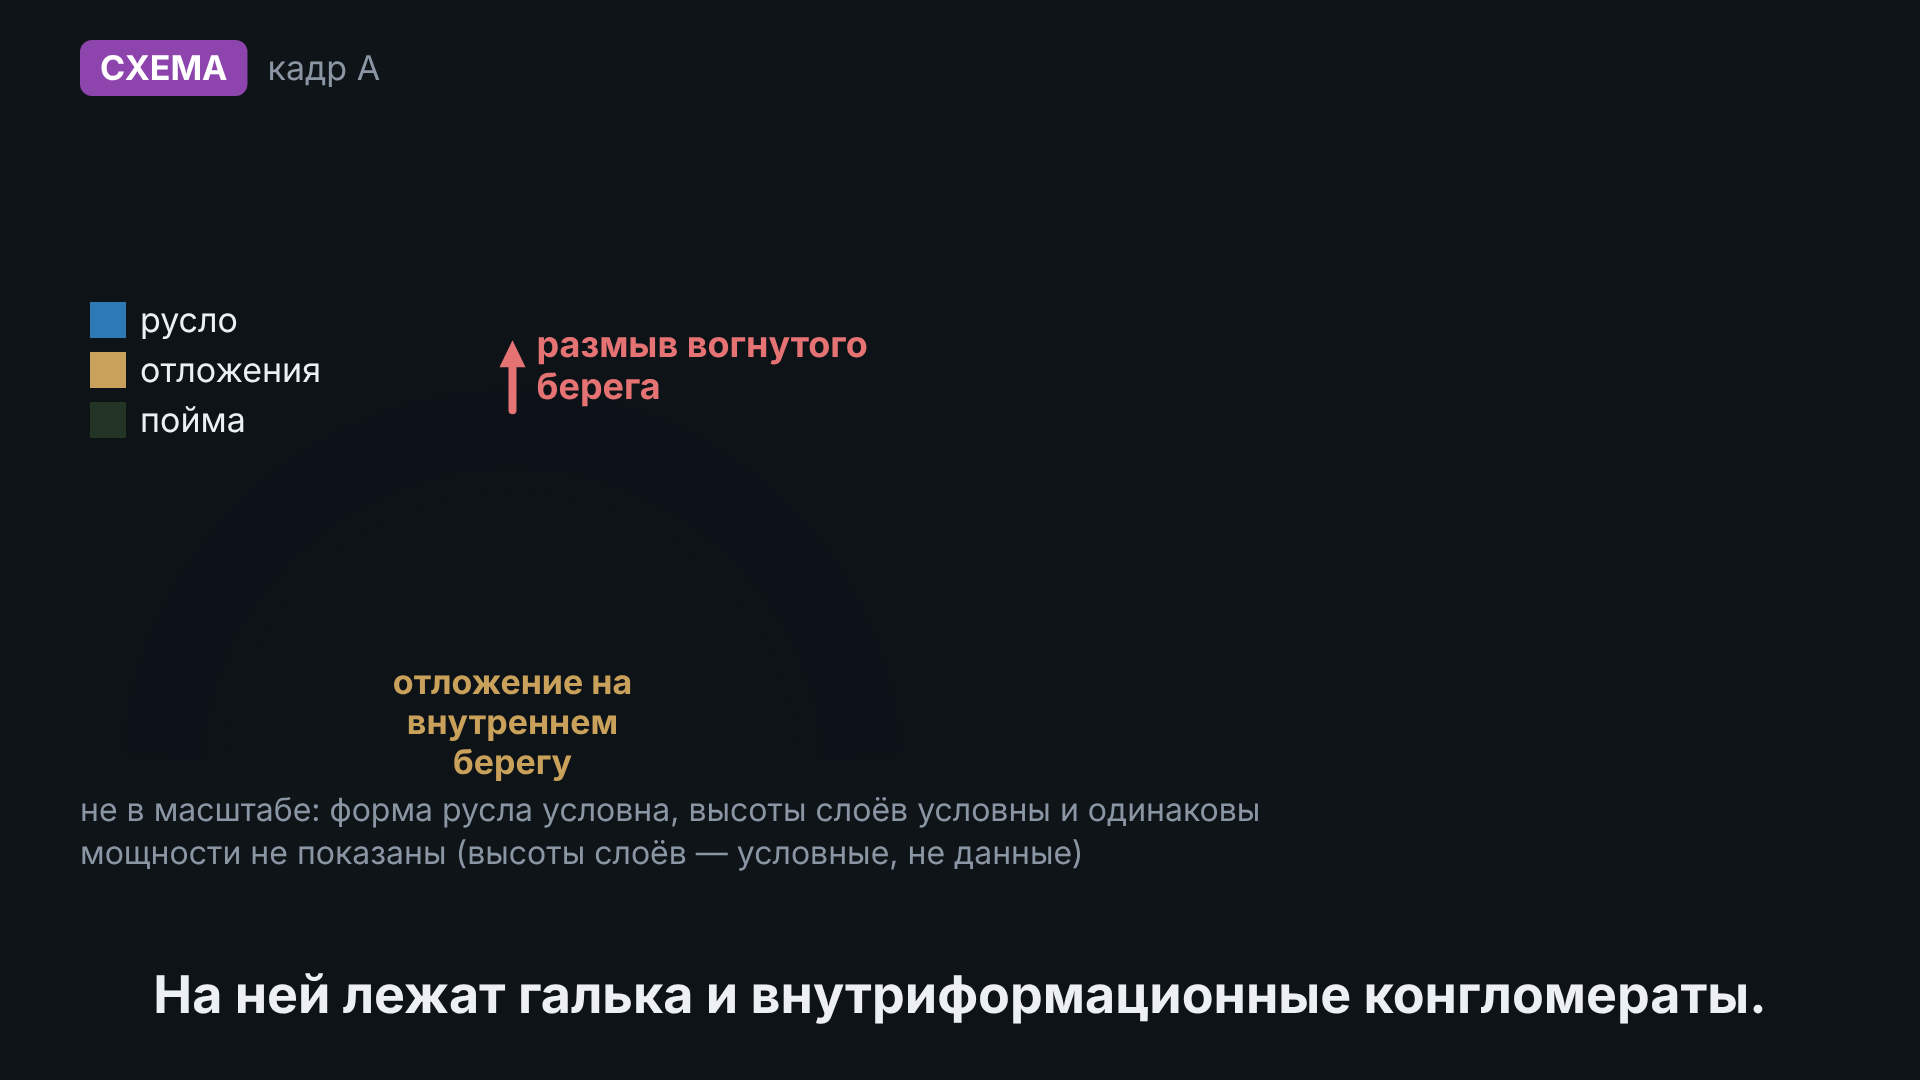 СХЕМА кадр А
русло
отложения
пойма
размыв вогнутого
берега
отложение на
внутреннем
берегу
не в масштабе: форма русла условна, высоты слоёв условны и одинаковы
мощности не показаны (высоты слоёв — условные, не данные)
На ней лежат галька и внутриформационные конгломераты.